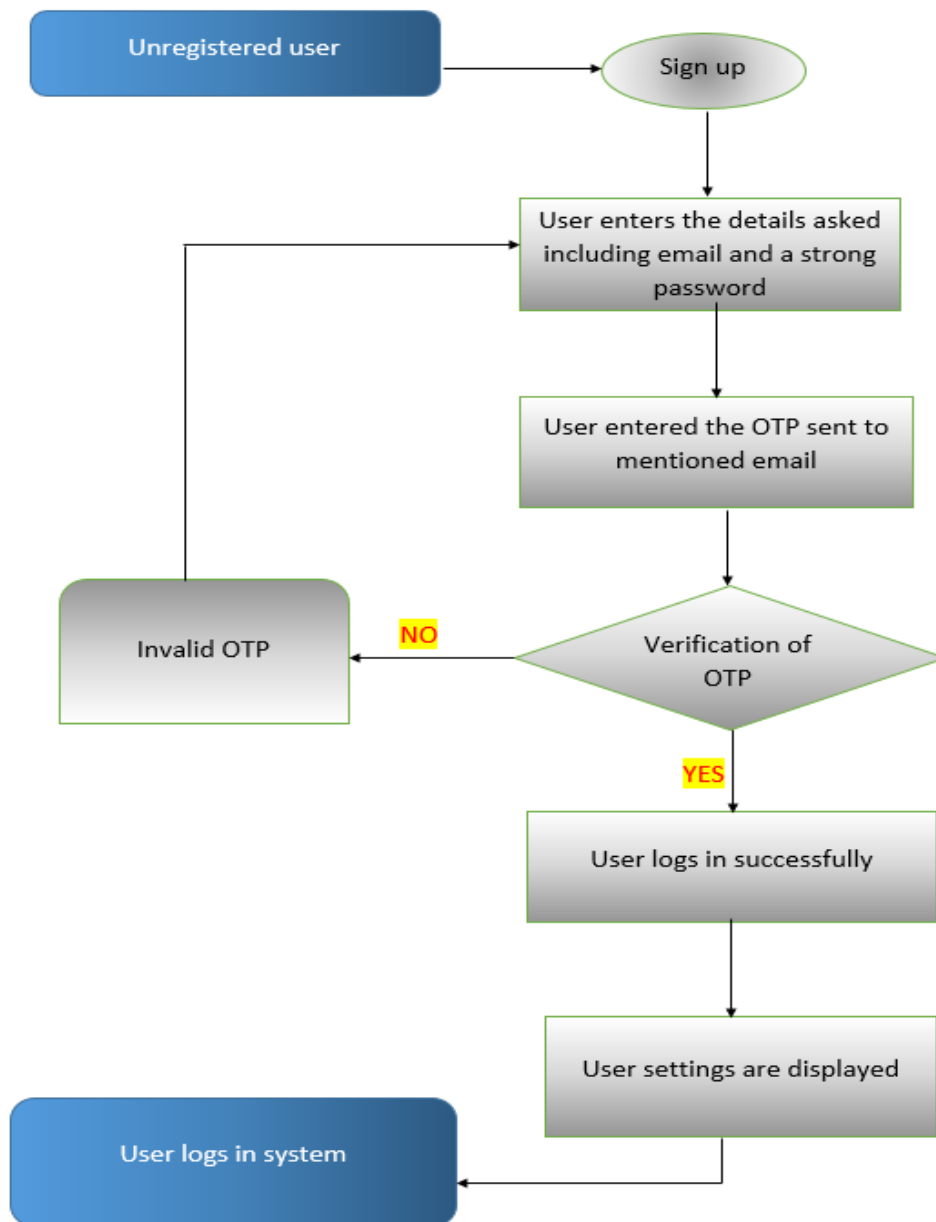 Unregistered user
Sign up
User enters the details asked
including email and a strong
password
User entered the OTP sent to
mentioned email
Invalid OTP
NO
Verification of
OTP
YES
User logs in successfully
User settings are displayed
User logs in system